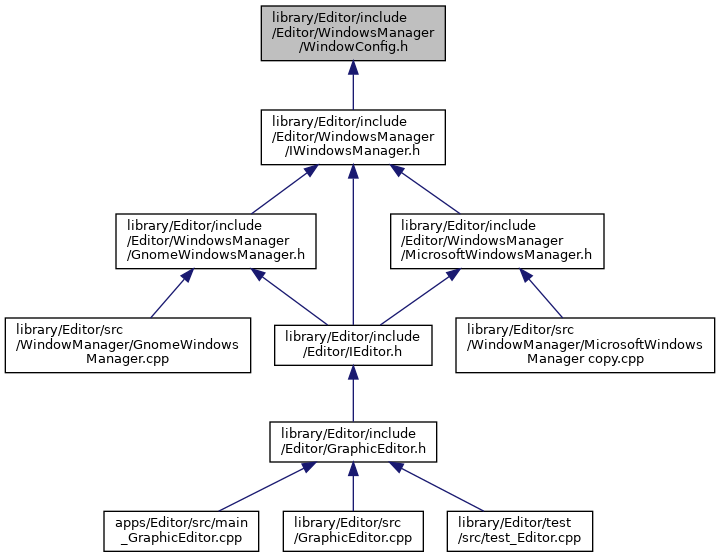 library/Editor/include
/Editor/WindowsManager
/WindowConfig.h
library/Editor/include
/Editor/WindowsManager
/IWindowsManager.h
library/Editor/include
/Editor/WindowsManager
/GnomeWindowsManager.h
library/Editor/include
/Editor/WindowsManager
/MicrosoftWindowsManager.h
library/Editor/src
/WindowManager/GnomeWindows
Manager.cpp
library/Editor/include
/Editor/IEditor.h
library/Editor/src
/WindowManager/MicrosoftWindows
Manager copy.cpp
library/Editor/include
/Editor/GraphicEditor.h
apps/Editor/src/main
_GraphicEditor.cpp
library/Editor/src
/GraphicEditor.cpp
library/Editor/test
/src/test_Editor.cpp